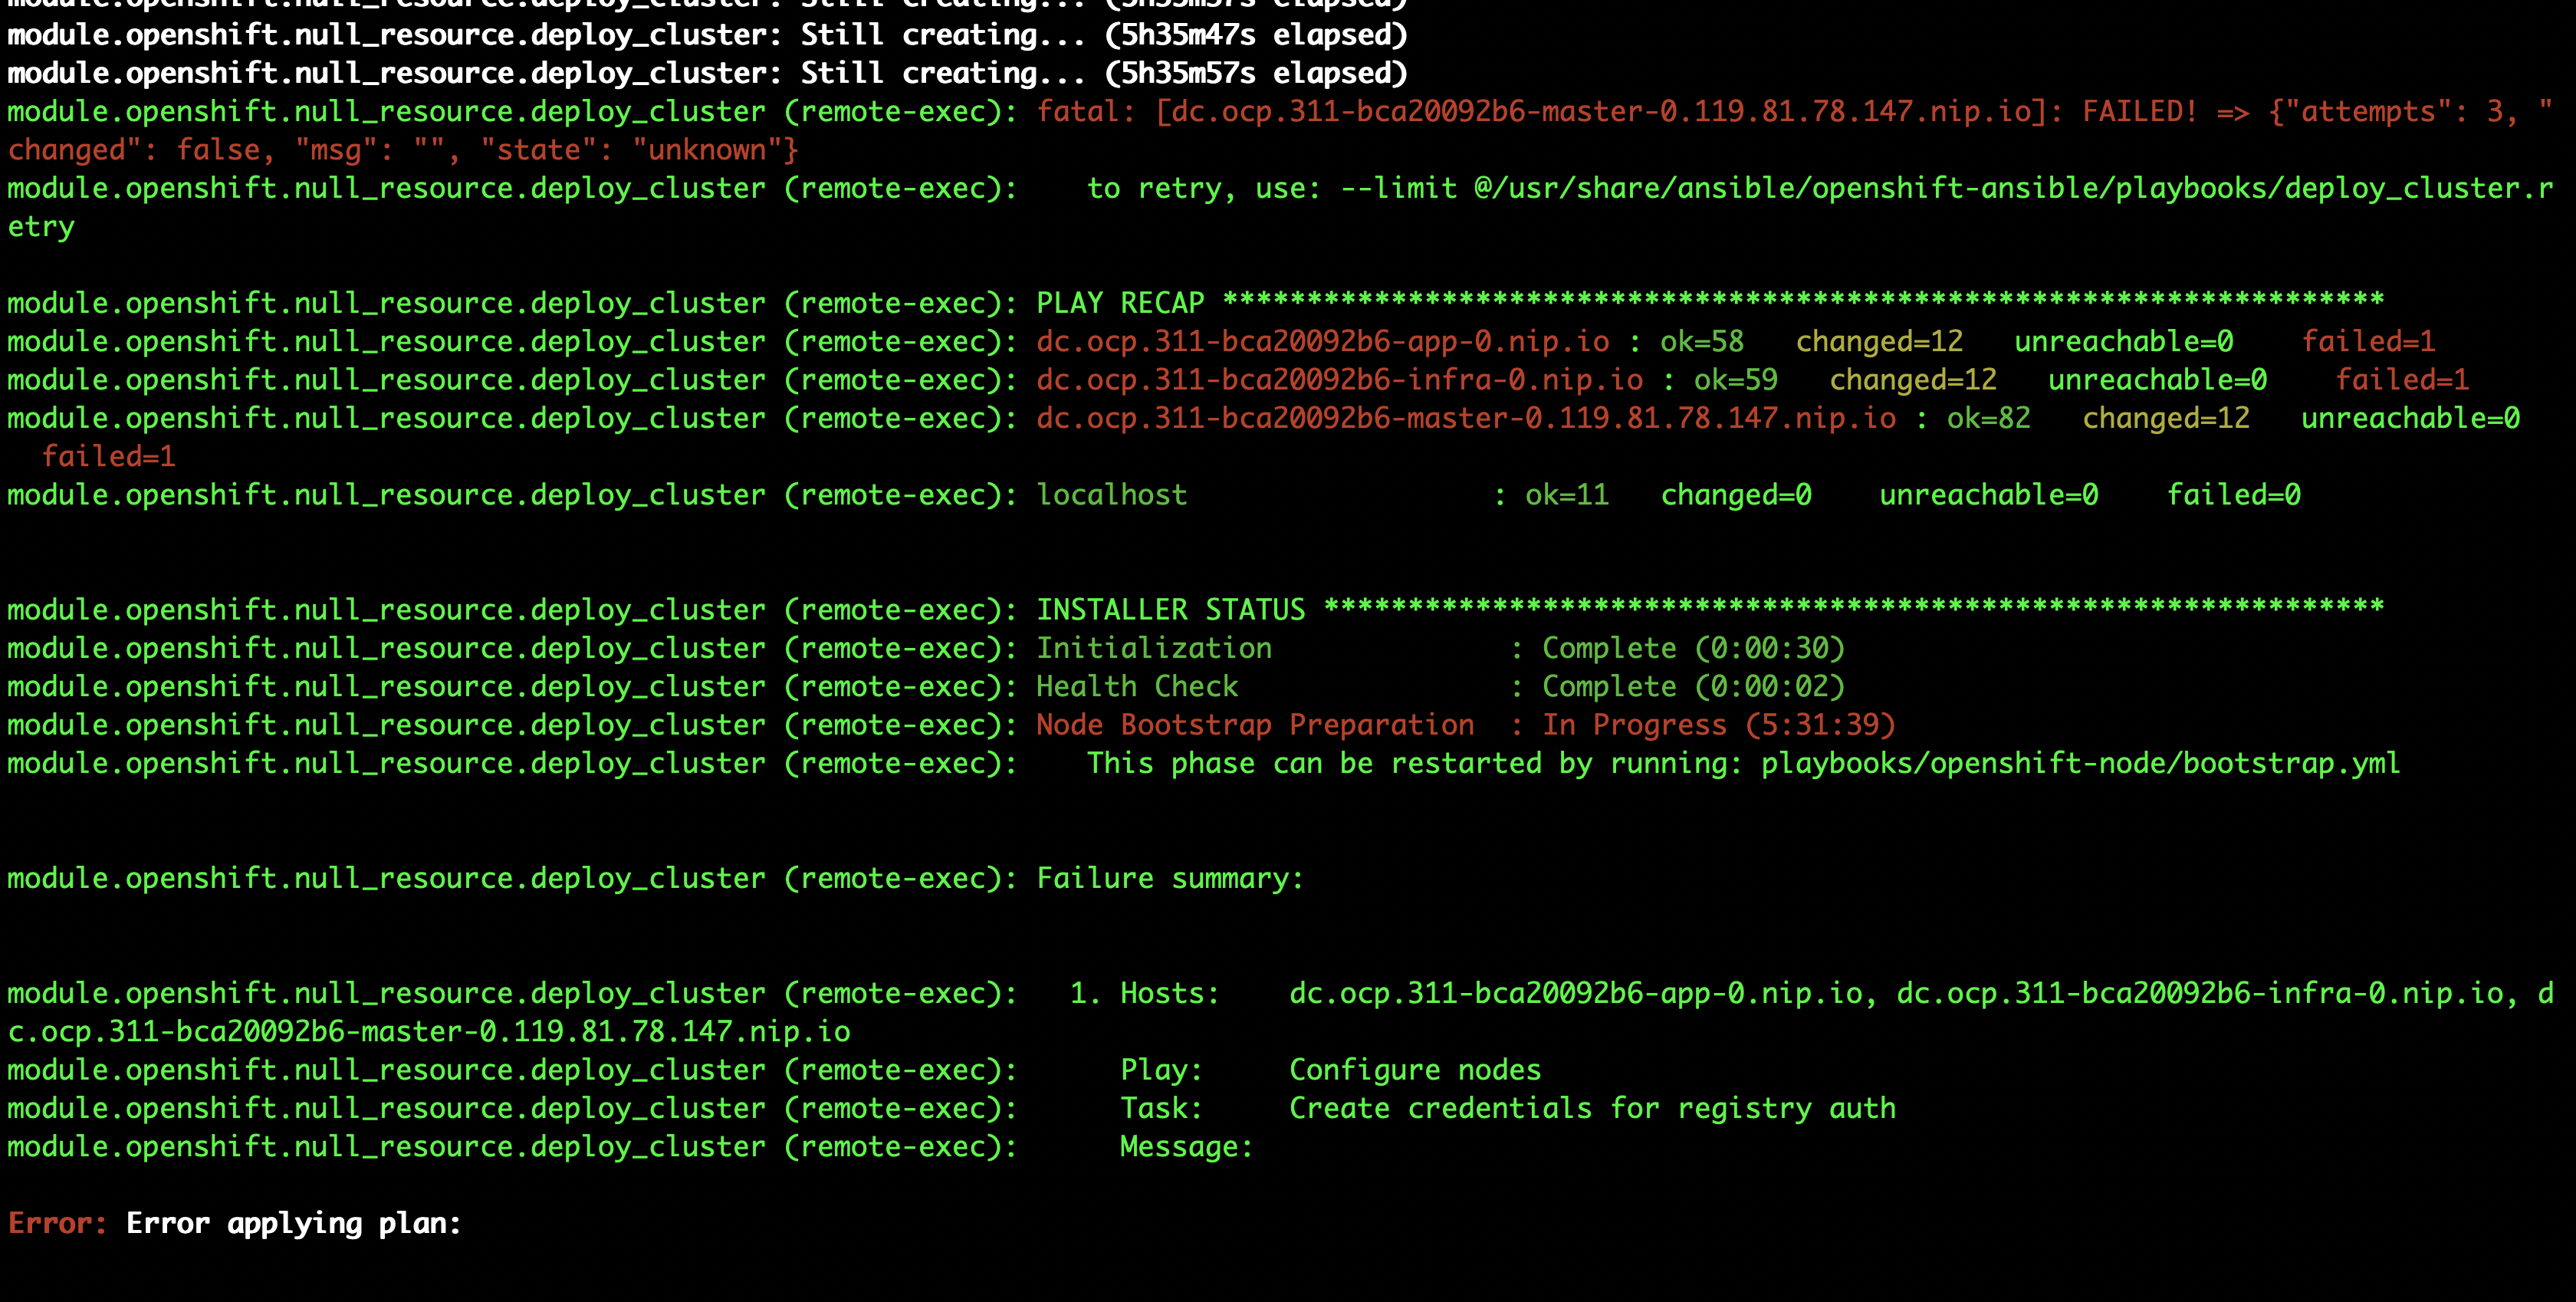 module.openshift.null_resource.deploy_cluster: Still creating... (5h35m37s elapsed)
module.openshift.null_resource.deploy_cluster: Still creating... (5h35m47s elapsed)
module.openshift.null_resource.deploy_cluster: Still creating... (5h35m57s elapsed)
module.openshift.null_resource.deploy_cluster (remote-exec): fatal: [dc.ocp.311-bca20092b6-master-0.119.81.78.147.nip.io]: FAILED! => {"attempts": 3, "
changed": false, "msg": "", "state": "unknown"}
module.openshift.null_resource.deploy_cluster (remote-exec):    to retry, use: --limit @/usr/share/ansible/openshift-ansible/playbooks/deploy_cluster.r
etry
module.openshift.null_resource.deploy_cluster (remote-exec): PLAY RECAP *********************************************************************
module.openshift.null_resource.deploy_cluster (remote-exec): dc.ocp.311-bca20092b6-app-0.nip.io : ok=58   changed=12   unreachable=0    failed=1
module.openshift.null_resource.deploy_cluster (remote-exec): dc.ocp.311-bca20092b6-infra-0.nip.io : ok=59   changed=12   unreachable=0    failed=1
module.openshift.null_resource.deploy_cluster (remote-exec): dc.ocp.311-bca20092b6-master-0.119.81.78.147.nip.io : ok=82   changed=12   unreachable=0
failed=1
module.openshift.null_resource.deploy_cluster (remote-exec): localhost                  : ok=11   changed=0    unreachable=0    failed=0
module.openshift.null_resource.deploy_cluster (remote-exec): INSTALLER STATUS ***************************************************************
module.openshift.null_resource.deploy_cluster (remote-exec): Initialization              : Complete (0:00:30)
module.openshift.null_resource.deploy_cluster (remote-exec): Health Check                : Complete (0:00:02)
module.openshift.null_resource.deploy_cluster (remote-exec): Node Bootstrap Preparation  : In Progress (5:31:39)
module.openshift.null_resource.deploy_cluster (remote-exec):    This phase can be restarted by running: playbooks/openshift-node/bootstrap.yml
module.openshift.null_resource.deploy_cluster (remote-exec): Failure summary:
module.openshift.null_resource.deploy_cluster (remote-exec):   1. Hosts:    dc.ocp.311-bca20092b6-app-0.nip.io, dc.ocp.311-bca20092b6-infra-0.nip.io, d
c.ocp.311-bca20092b6-master-0.119.81.78.147.nip.io
module.openshift.null_resource.deploy_cluster (remote-exec):      Play:     Configure nodes
module.openshift.null_resource.deploy_cluster (remote-exec):      Task:     Create credentials for registry auth
module.openshift.null_resource.deploy_cluster (remote-exec):      Message:
Error: Error applying plan: